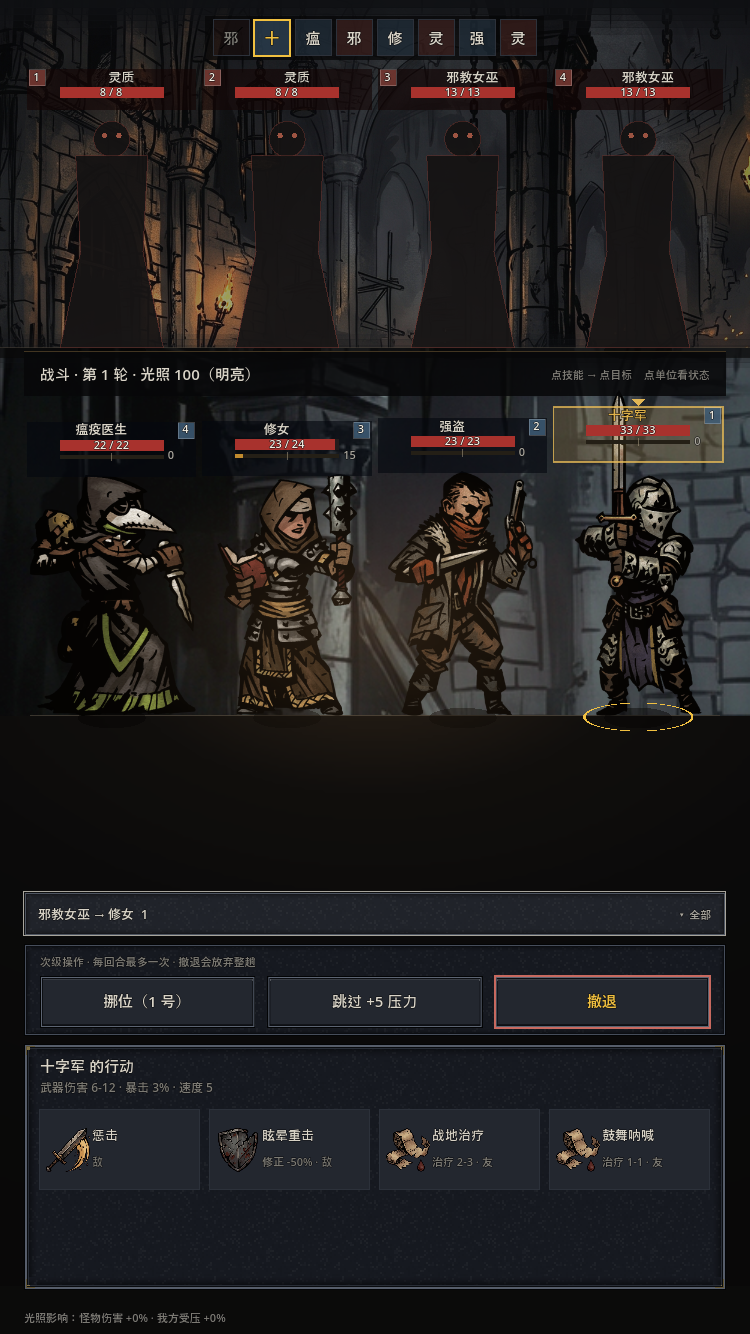 邪 十 瘟 邪 修 灵 强 灵
1 灵质 2 灵质 3 邪教女巫 4 邪教女巫
8 / 8 8 / 8 13 / 13 13 / 13
战斗 · 第 1 轮 · 光照 100（明亮） 点技能 → 点目标 点单位看状态
瘟疫医生 4 修女 3 强盗 2 十字军 1
22 / 22 23 / 24 23 / 23 33 / 33
0 15 0 0
邪教女巫 → 修女 1 ▾ 全部
次级操作 · 每回合最多一次 · 撤退会放弃整趟
挪位（1 号） 跳过 +5 压力 撤退
十字军 的行动
武器伤害 6-12 · 暴击 3% · 速度 5
惩击 眩晕重击 战地治疗 鼓舞呐喊
敌 修正 -50% · 敌 治疗 2-3 · 友 治疗 1-1 · 友
光照影响：怪物伤害 +0% · 我方受压 +0%